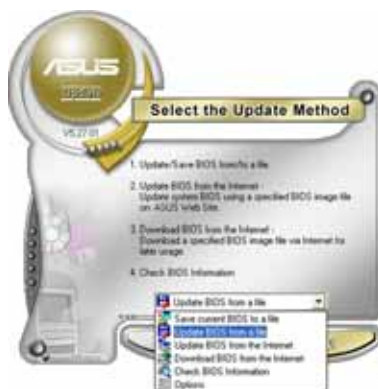 ASUS
Update
V5.27.01
Select the Update Method
1. Update/Save BIOS from/to a file
2. Update BIOS from the Internet -
Update system BIOS using a specified BIOS image file
on ASUS Web Site.
3. Download BIOS from the Internet -
Download a specified BIOS image file via Internet for
later usage.
4. Check BIOS Information
Update BIOS from a file
Save current BIOS to a file
Update BIOS from a file
Update BIOS from the Internet
Download BIOS from the Internet
Check BIOS Information
Options